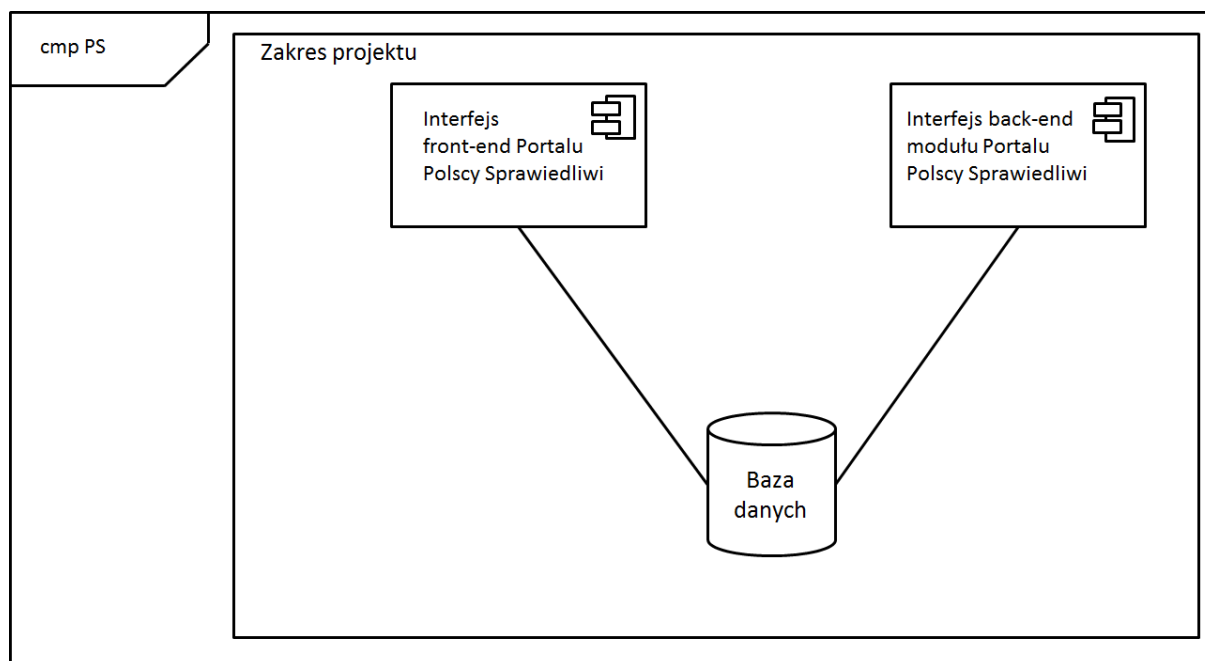 cmp PS
Zakres projektu
Interfejs
front-end Portalu
Polscy Sprawiedliwi
Interfejs back-end
modułu Portalu
Polscy Sprawiedliwi
Baza
danych